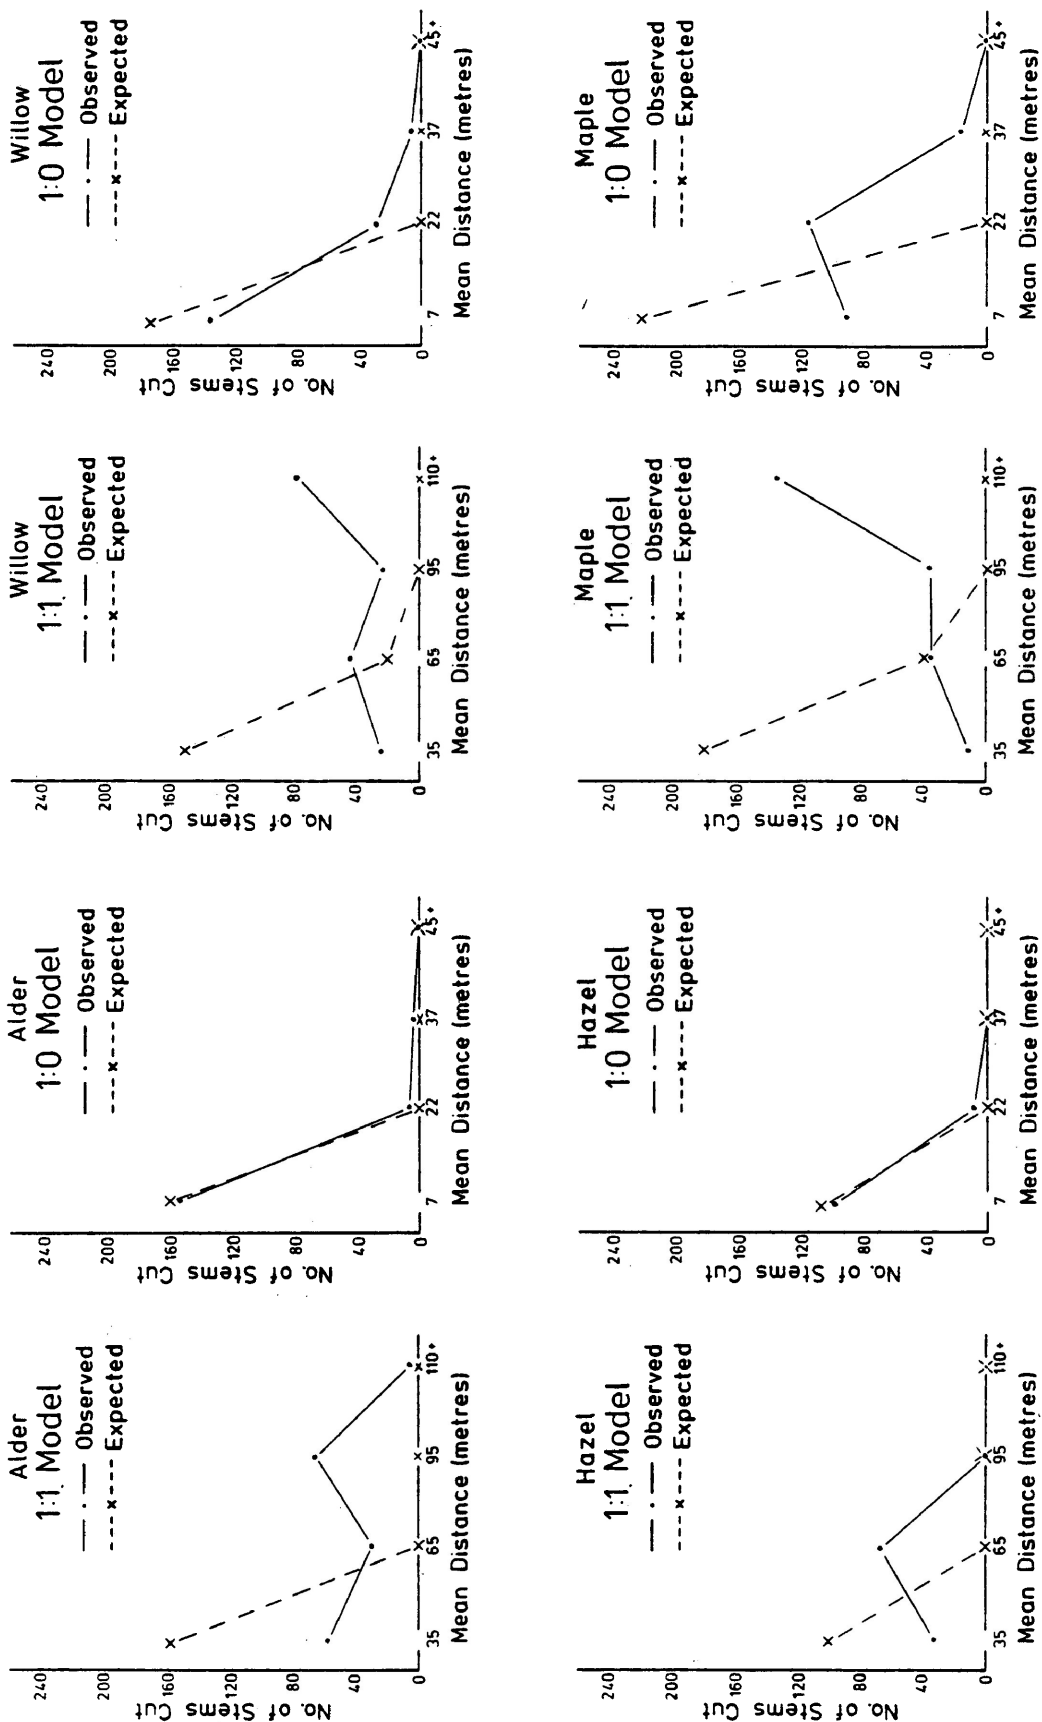 Alder
1:1 Model
Observed
Expected
240
200
160
120
80
40
0
No. of Stems Cut
35 65 95 110+
Mean Distance (metres)
Alder
1:0 Model
Observed
Expected
240
200
160
120
80
40
0
No. of Stems Cut
7 22 37 45+
Mean Distance (metres)
Willow
1:1 Model
Observed
Expected
240
200
160
120
80
40
0
No. of Stems Cut
35 65 95 110+
Mean Distance (metres)
Willow
1:0 Model
Observed
Expected
240
200
160
120
80
40
0
No. of Stems Cut
7 22 37 45+
Mean Distance (metres)
Hazel
1:1 Model
Observed
Expected
240
200
160
120
80
40
0
No. of Stems Cut
35 65 95 110+
Mean Distance (metres)
Hazel
1:0 Model
Observed
Expected
240
200
160
120
80
40
0
No. of Stems Cut
7 22 37 45+
Mean Distance (metres)
Maple
1:1 Model
Observed
Expected
240
200
160
120
80
40
0
No. of Stems Cut
35 65 95 110+
Mean Distance (metres)
Maple
1:0 Model
Observed
Expected
240
200
160
120
80
40
0
No. of Stems Cut
7 22 37 45+
Mean Distance (metres)